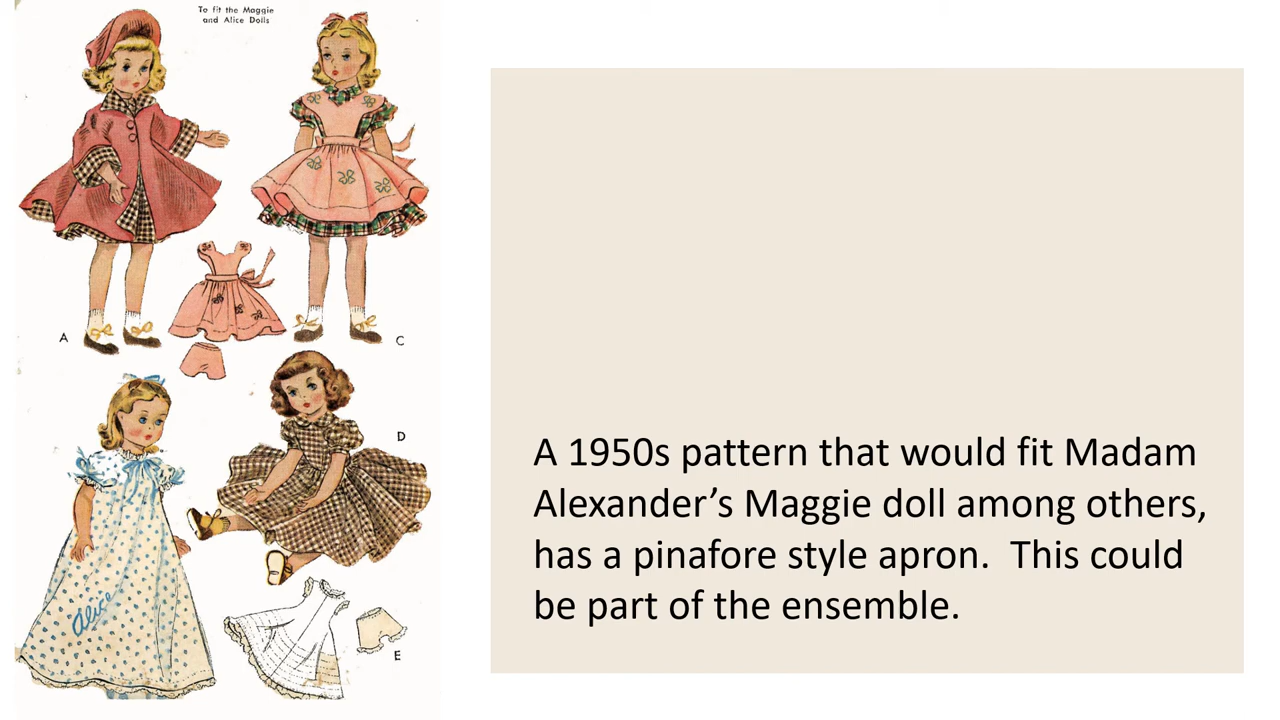 To fit the Maggie
and Alice Dolls
A
C
D
Alice
E
A 1950s pattern that would fit Madam
Alexander’s Maggie doll among others,
has a pinafore style apron.  This could
be part of the ensemble.